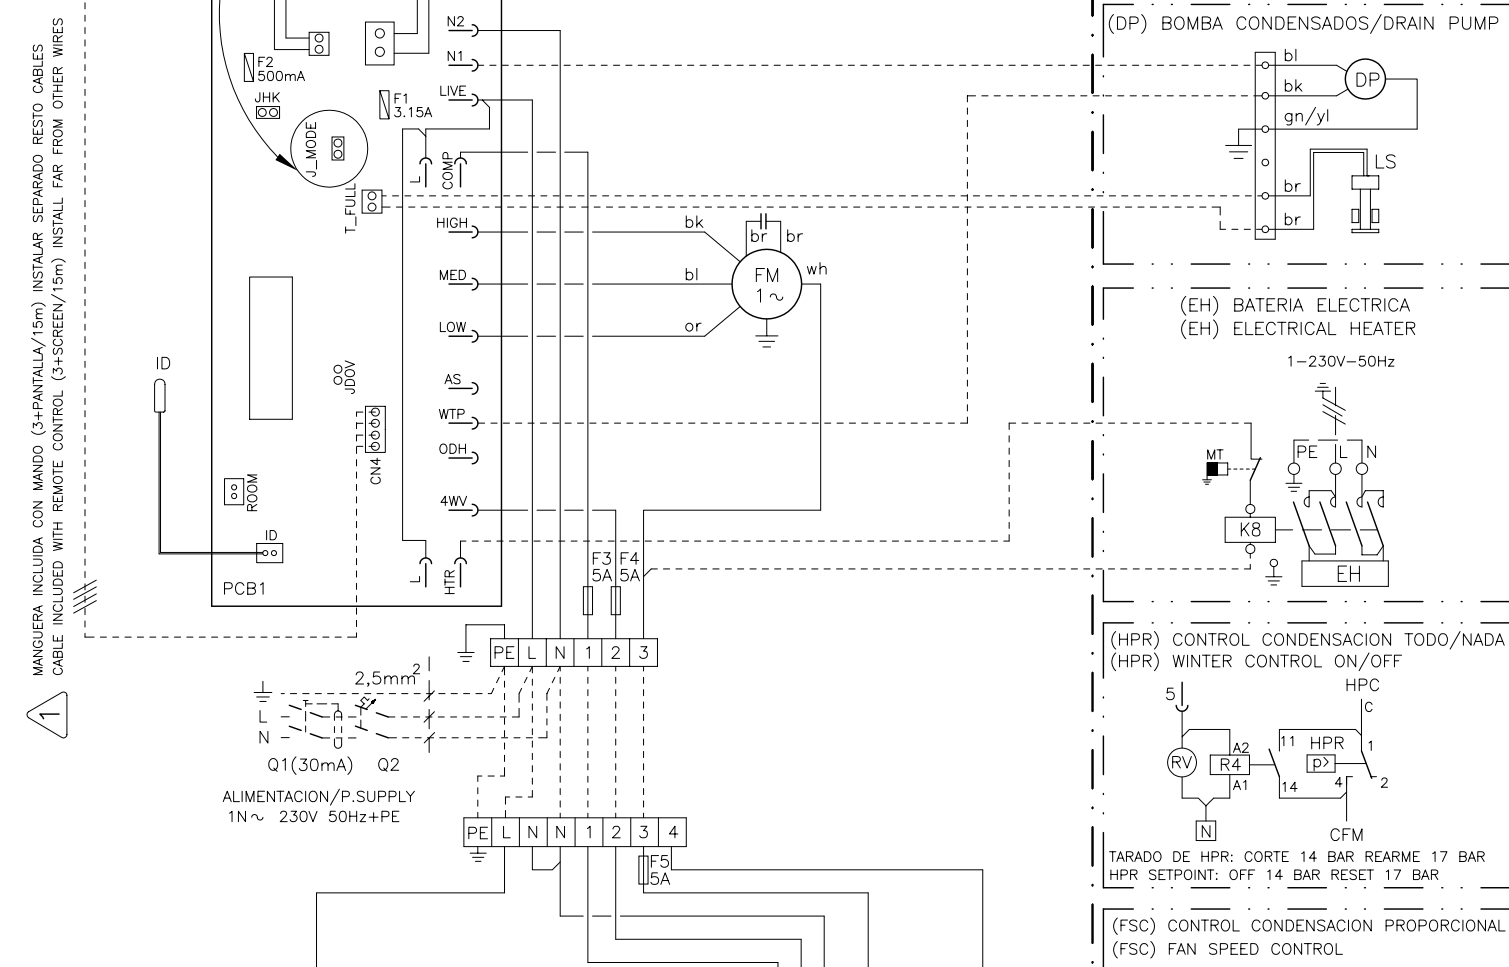 MANGUERA INCLUIDA CON MANDO (3+PANTALLA/15m) INSTALAR SEPARADO RESTO CABLES
CABLE INCLUDED WITH REMOTE CONTROL (3+SCREEN/15m) INSTALL FAR FROM OTHER WIRES
1
F2
500mA
JHK
F1
3.15A
J_MODE
T_FULL
N2
N1
LIVE
L
COMP
HIGH
MED
LOW
AS
WTP
ODH
4WV
L
HTR
JDOV
CN4
ROOM
ID
ID
PCB1
bk
bl
or
br
br
wh
FM
1~
F3
5A
F4
5A
PE L N 1 2 3
2,5mm²
L
N
Q1(30mA) Q2
ALIMENTACION/P.SUPPLY
1N~ 230V 50Hz+PE
PE L N N 1 2 3 4
F5
5A
(DP) BOMBA CONDENSADOS/DRAIN PUMP
bl
bk
gn/yl
br
br
DP
LS
(EH) BATERIA ELECTRICA
(EH) ELECTRICAL HEATER
1-230V-50Hz
PE L N
MT
K8
EH
(HPR) CONTROL CONDENSACION TODO/NADA
(HPR) WINTER CONTROL ON/OFF
5
HPC
C
RV
A2
R4
A1
11
14
HPR
p>
1
4
2
N
CFM
TARADO DE HPR: CORTE 14 BAR REARME 17 BAR
HPR SETPOINT: OFF 14 BAR RESET 17 BAR
(FSC) CONTROL CONDENSACION PROPORCIONAL
(FSC) FAN SPEED CONTROL